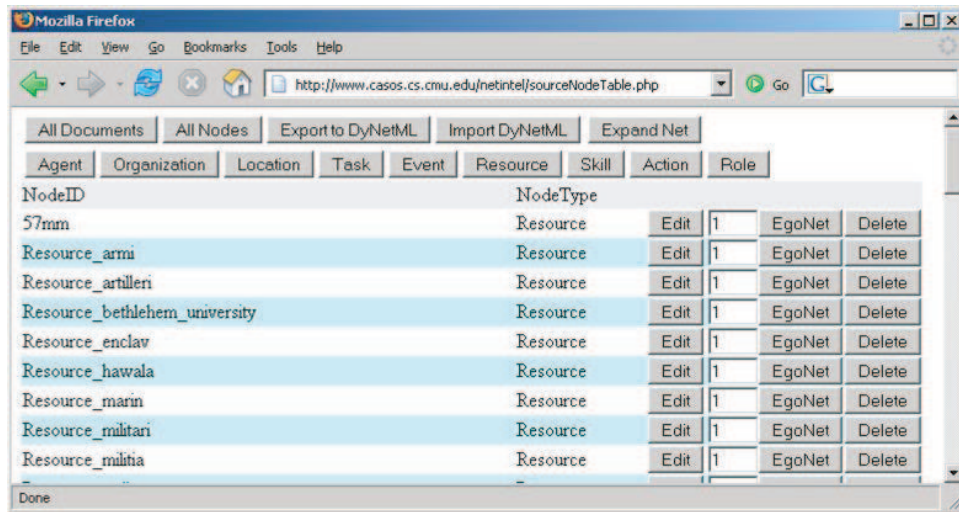 Mozilla Firefox
File Edit View Go Bookmarks Tools Help
http://www.casos.cs.cmu.edu/netintel/sourceNodeTable.php Go G
All Documents All Nodes Export to DyNetML Import DyNetML Expand Net
Agent Organization Location Task Event Resource Skill Action Role
NodeID NodeType
57mm Resource Edit 1 EgoNet Delete
Resource_armi Resource Edit 1 EgoNet Delete
Resource_artilleri Resource Edit 1 EgoNet Delete
Resource_bethlehem_university Resource Edit 1 EgoNet Delete
Resource_enclav Resource Edit 1 EgoNet Delete
Resource_hawala Resource Edit 1 EgoNet Delete
Resource_marin Resource Edit 1 EgoNet Delete
Resource_militari Resource Edit 1 EgoNet Delete
Resource_militia Resource Edit 1 EgoNet Delete
Done